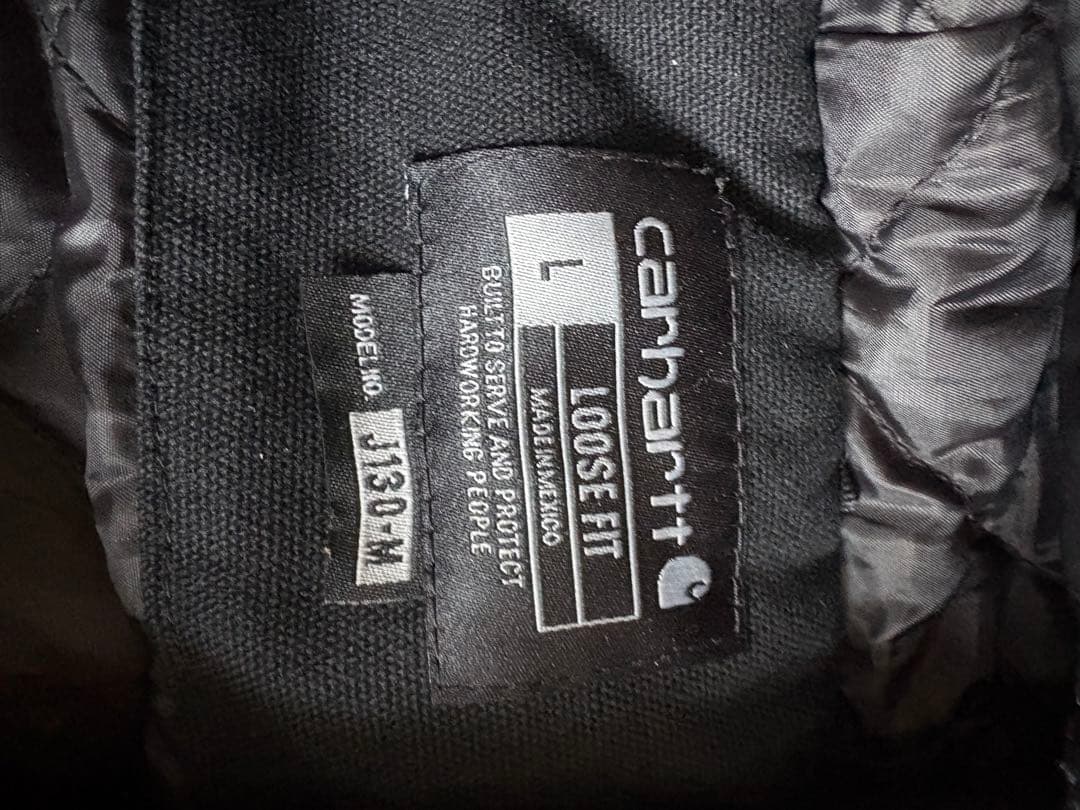 carhartt
L LOOSE FIT
MADE IN MEXICO
BUILT TO SERVE AND PROTECT
HARDWORKING PEOPLE
MODEL NO. J130-M